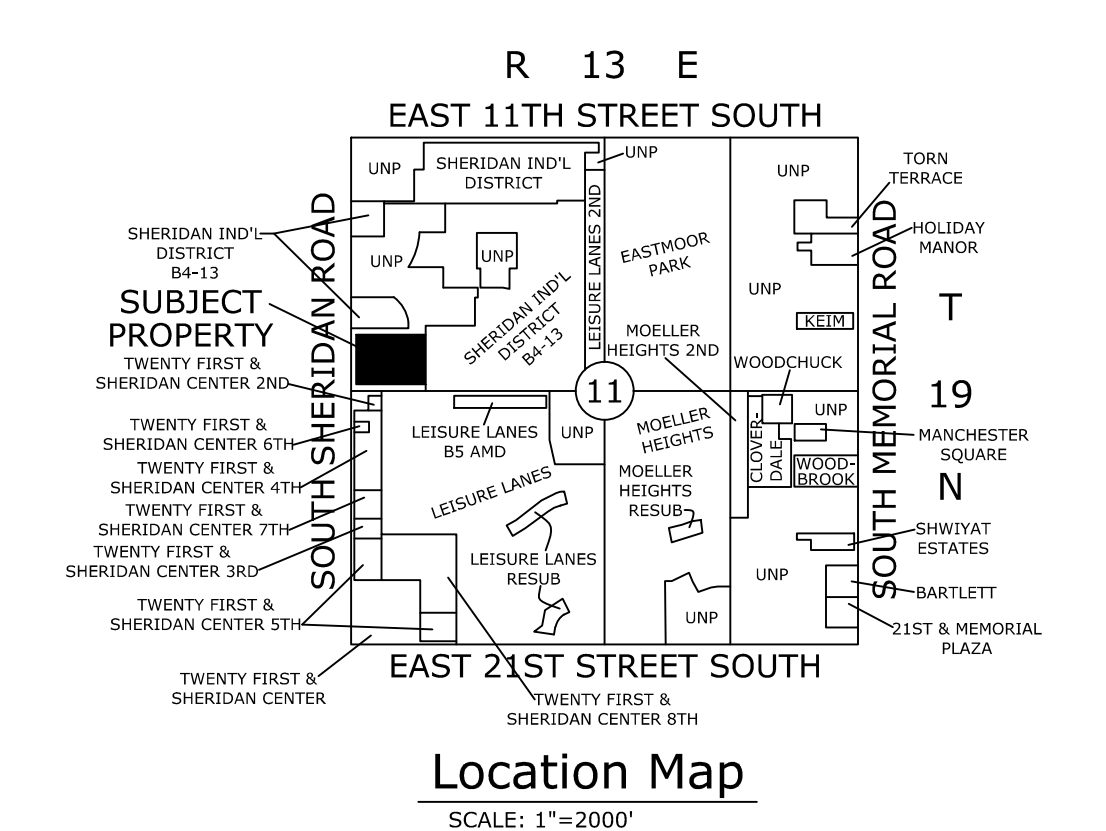 R 13 E
EAST 11TH STREET SOUTH
UNP
SHERIDAN IND'L
DISTRICT
UNP
UNP
TORN
TERRACE
SHERIDAN IND'L
DISTRICT
B4-13
SOUTH SHERIDAN ROAD
UNP
UNP
SHERIDAN IND'L
DISTRICT
B4-13
LEISURE LANES 2ND
EASTMOOR
PARK
UNP
HOLIDAY
MANOR
SOUTH MEMORIAL ROAD
T
19
N
SUBJECT
PROPERTY
KEIM
MOELLER
HEIGHTS 2ND
WOODCHUCK
11
TWENTY FIRST &
SHERIDAN CENTER 2ND
TWENTY FIRST &
SHERIDAN CENTER 6TH
TWENTY FIRST &
SHERIDAN CENTER 4TH
TWENTY FIRST &
SHERIDAN CENTER 7TH
TWENTY FIRST &
SHERIDAN CENTER 3RD
TWENTY FIRST &
SHERIDAN CENTER 5TH
TWENTY FIRST &
SHERIDAN CENTER
LEISURE LANES
B5 AMD
UNP
LEISURE LANES
LEISURE LANES
RESUB
MOELLER
HEIGHTS
MOELLER
HEIGHTS
RESUB
UNP
CLOVER-
DALE
UNP
WOOD-
BROOK
MANCHESTER
SQUARE
UNP
SHWIYAT
ESTATES
BARTLETT
21ST & MEMORIAL
PLAZA
EAST 21ST STREET SOUTH
TWENTY FIRST &
SHERIDAN CENTER 8TH
Location Map
SCALE: 1"=2000'